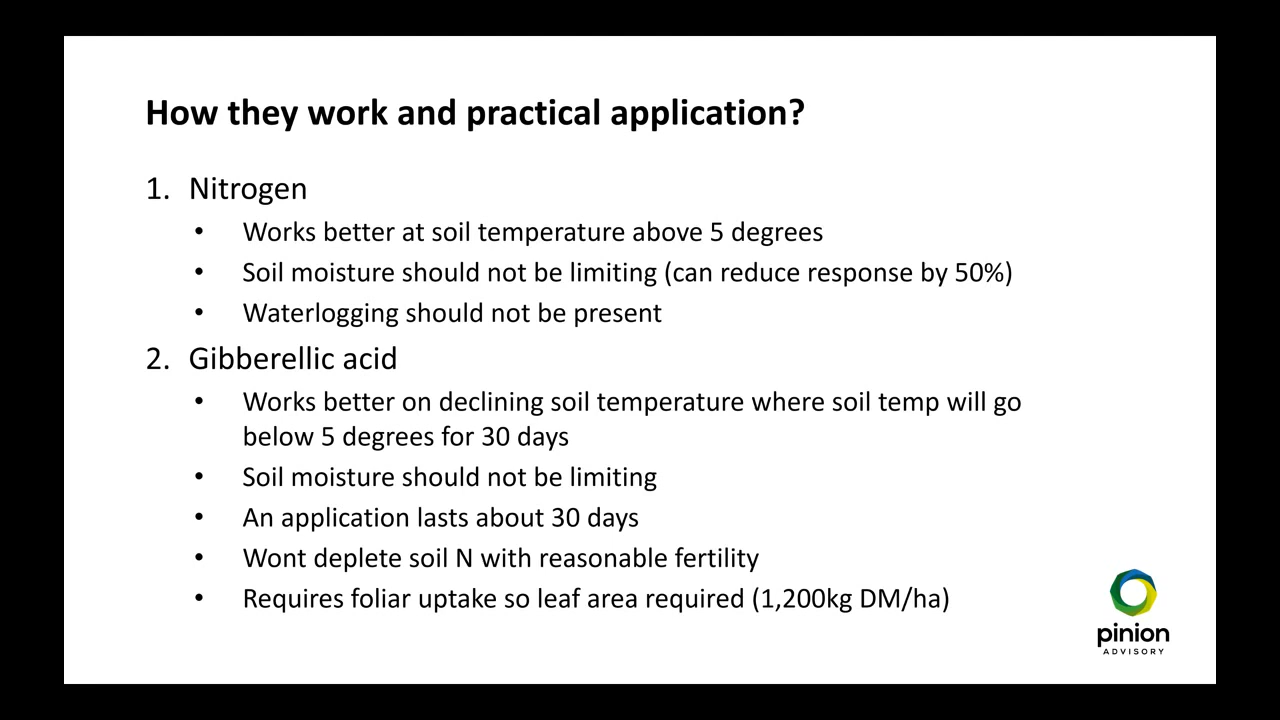 How they work and practical application?
1. Nitrogen
• Works better at soil temperature above 5 degrees
• Soil moisture should not be limiting (can reduce response by 50%)
• Waterlogging should not be present
2. Gibberellic acid
• Works better on declining soil temperature where soil temp will go
below 5 degrees for 30 days
• Soil moisture should not be limiting
• An application lasts about 30 days
• Wont deplete soil N with reasonable fertility
• Requires foliar uptake so leaf area required (1,200kg DM/ha)
pinion
ADVISORY